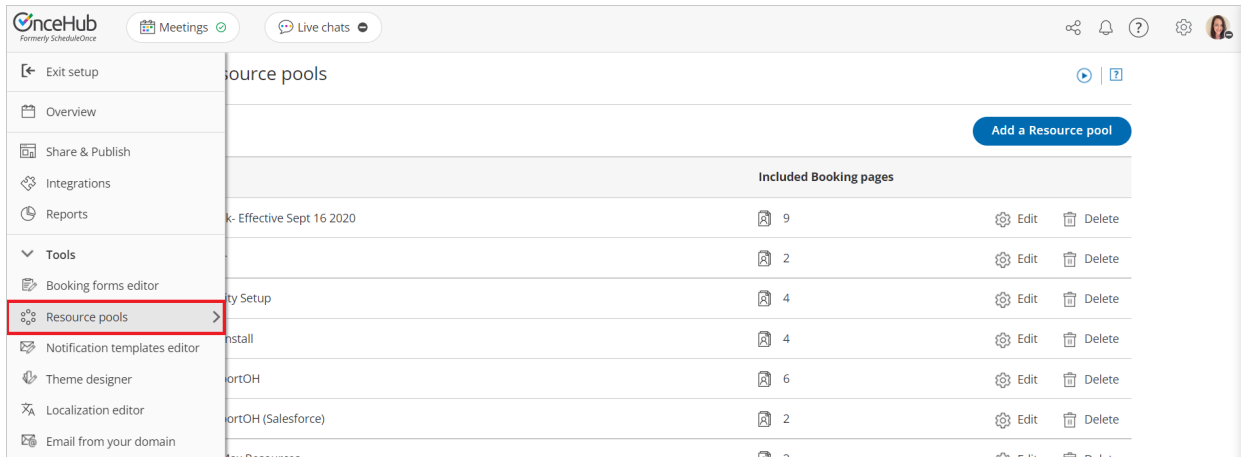 OnceHub
Formerly ScheduleOnce
Meetings
Live chats
?
Exit setup
source pools
?
Overview
Add a Resource pool
Share & Publish
Included Booking pages
Integrations
Reports
k- Effective Sept 16 2020 9 Edit Delete
Tools
2 Edit Delete
Booking forms editor
ity Setup 4 Edit Delete
Resource pools
nstall 4 Edit Delete
Notification templates editor
Theme designer
portOH 6 Edit Delete
Localization editor
portOH (Salesforce) 2 Edit Delete
Email from your domain